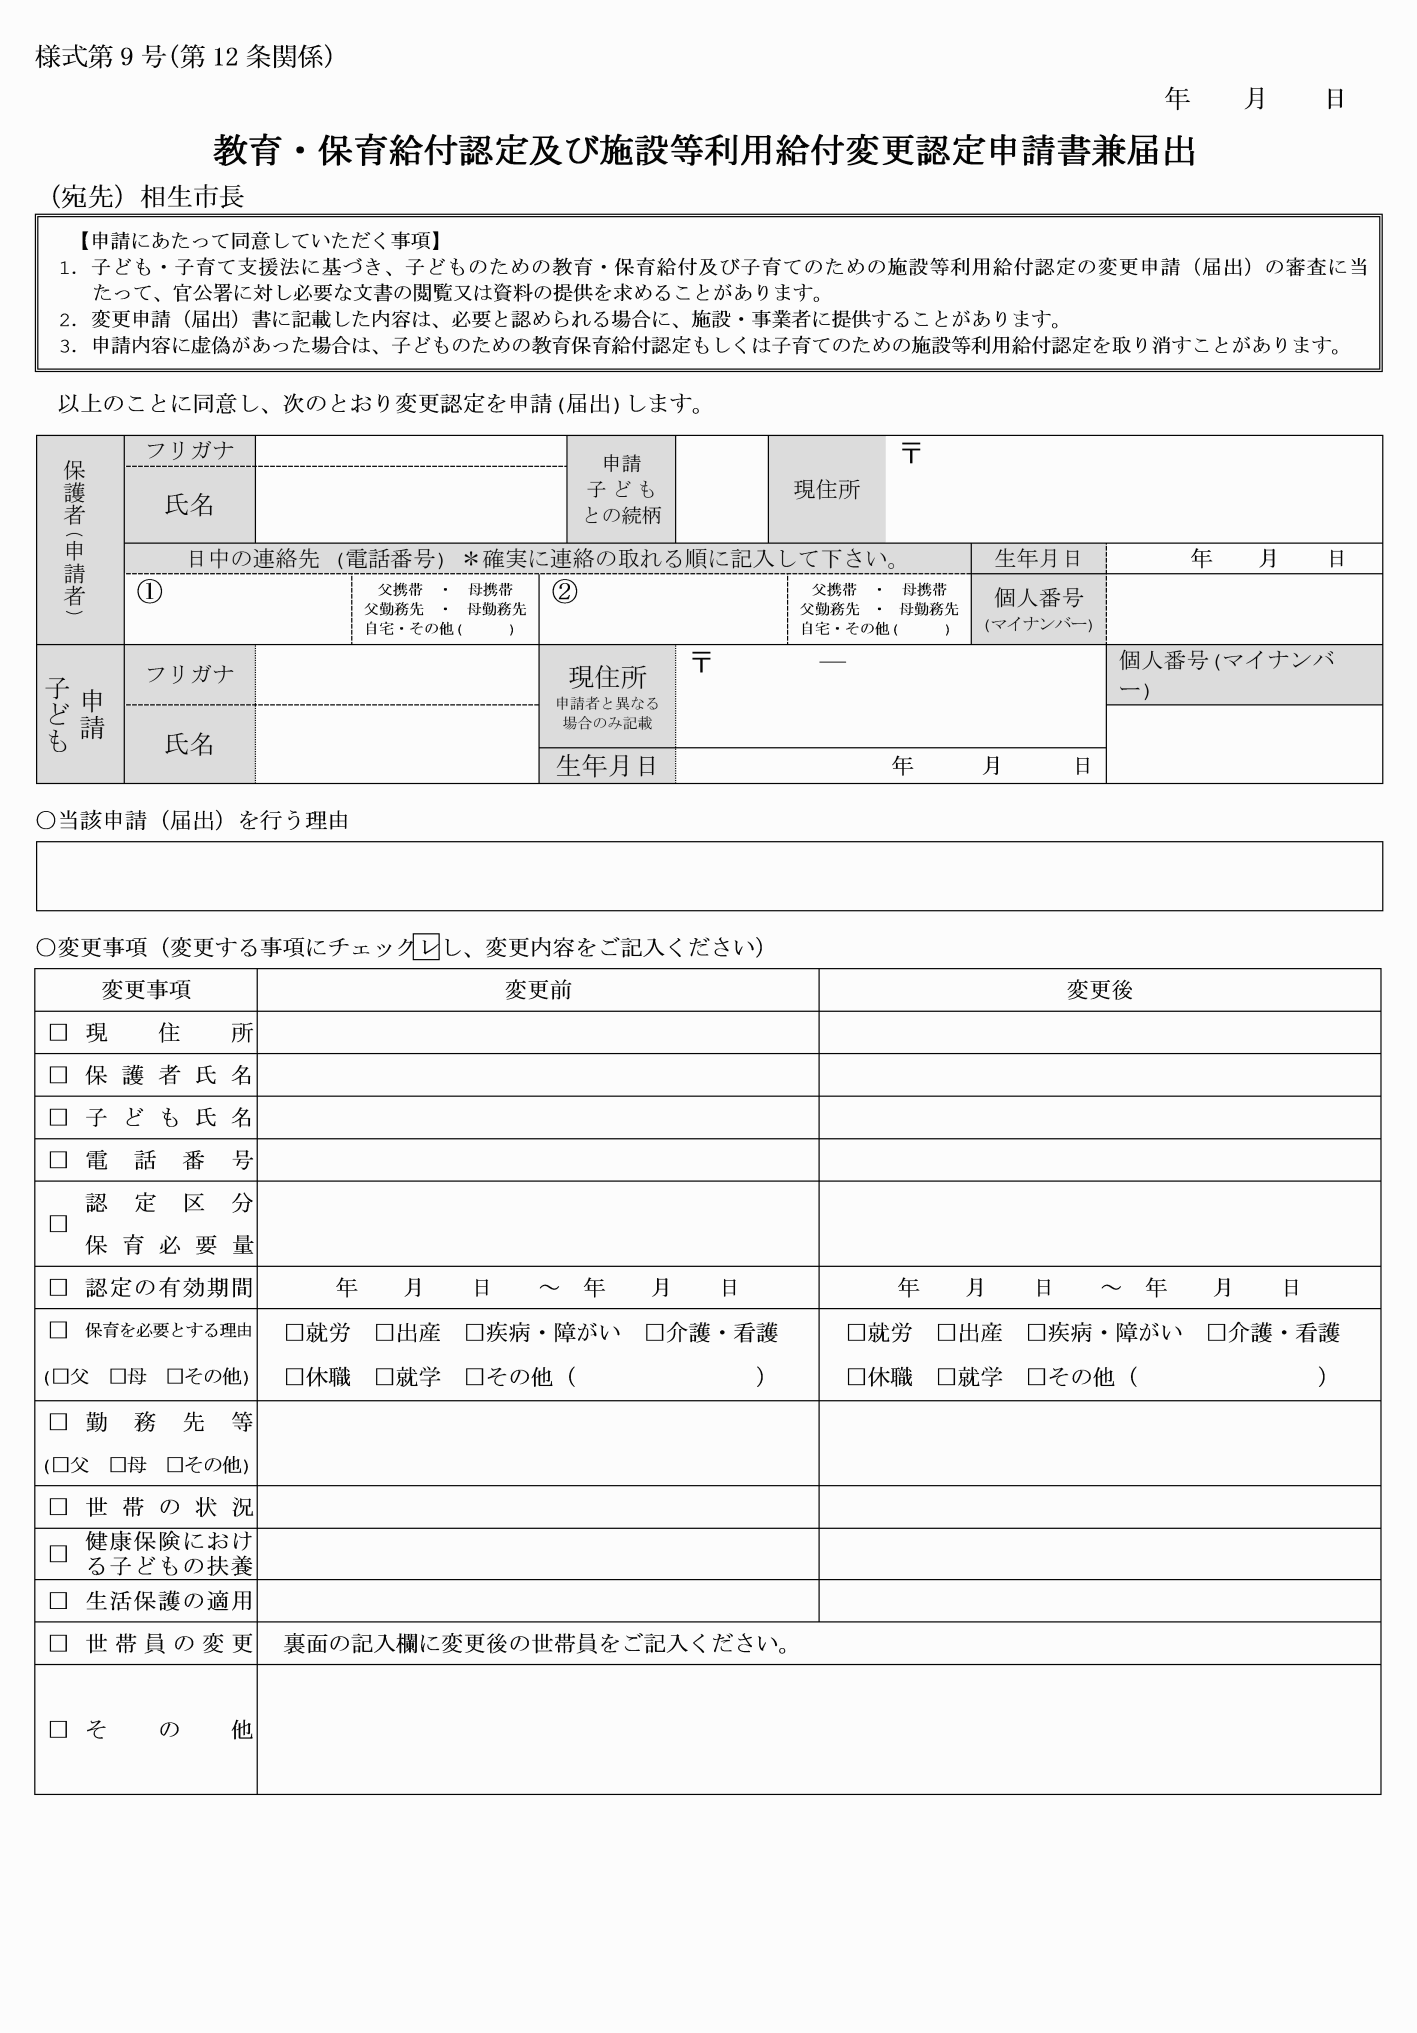 様式第９号（第 12 条関係）
年　　月　　日
教育・保育給付認定及び施設等利用給付変更認定申請書兼届出
（宛先）相生市長
【申請にあたって同意していただく事項】
1. 子ども・子育て支援法に基づき、子どものための教育・保育給付及び子育てのための施設等利用給付認定の変更申請（届出）の審査に当
たって、官公署に対し必要な文書の閲覧又は資料の提供を求めることがあります。
2. 変更申請（届出）書に記載した内容は、必要と認められる場合に、施設・事業者に提供することがあります。
3. 申請内容に虚偽があった場合は、子どものための教育保育給付認定もしくは子育てのための施設等利用給付認定を取り消すことがあります。
以上のことに同意し、次のとおり変更認定を申請(届出)します。
保護者（申請者）
フリガナ
氏名
申請
子ども
との続柄
現住所
〒
日中の連絡先 (電話番号) ＊確実に連絡の取れる順に記入して下さい。
生年月日
年　　月　　日
①
父携帯　・　母携帯
父勤務先　・　母勤務先
自宅・その他(　　　)
②
父携帯　・　母携帯
父勤務先　・　母勤務先
自宅・その他(　　　)
個人番号
(マイナンバー)
申請
子ども
フリガナ
氏名
現住所
申請者と異なる
場合のみ記載
〒　　　　―
個人番号(マイナンバ
ー)
生年月日
年　　　月　　　日
〇当該申請（届出）を行う理由
〇変更事項（変更する事項にチェック☑し、変更内容をご記入ください）
変更事項　変更前　変更後
□ 現住所
□ 保護者氏名
□ 子ども氏名
□ 電話番号
□ 認定区分
保育必要量
□ 認定の有効期間　年　　月　　日　～　年　　月　　日　　年　　月　　日　～　年　　月　　日
□ 保育を必要とする理由
(□父　□母　□その他)
□就労　□出産　□疾病・障がい　□介護・看護
□休職　□就学　□その他（　　　　　　　　）
□就労　□出産　□疾病・障がい　□介護・看護
□休職　□就学　□その他（　　　　　　　　）
□ 勤務先等
(□父　□母　□その他)
□ 世帯の状況
□ 健康保険におけ
る子どもの扶養
□ 生活保護の適用
□ 世帯員の変更　裏面の記入欄に変更後の世帯員をご記入ください。
□ その他